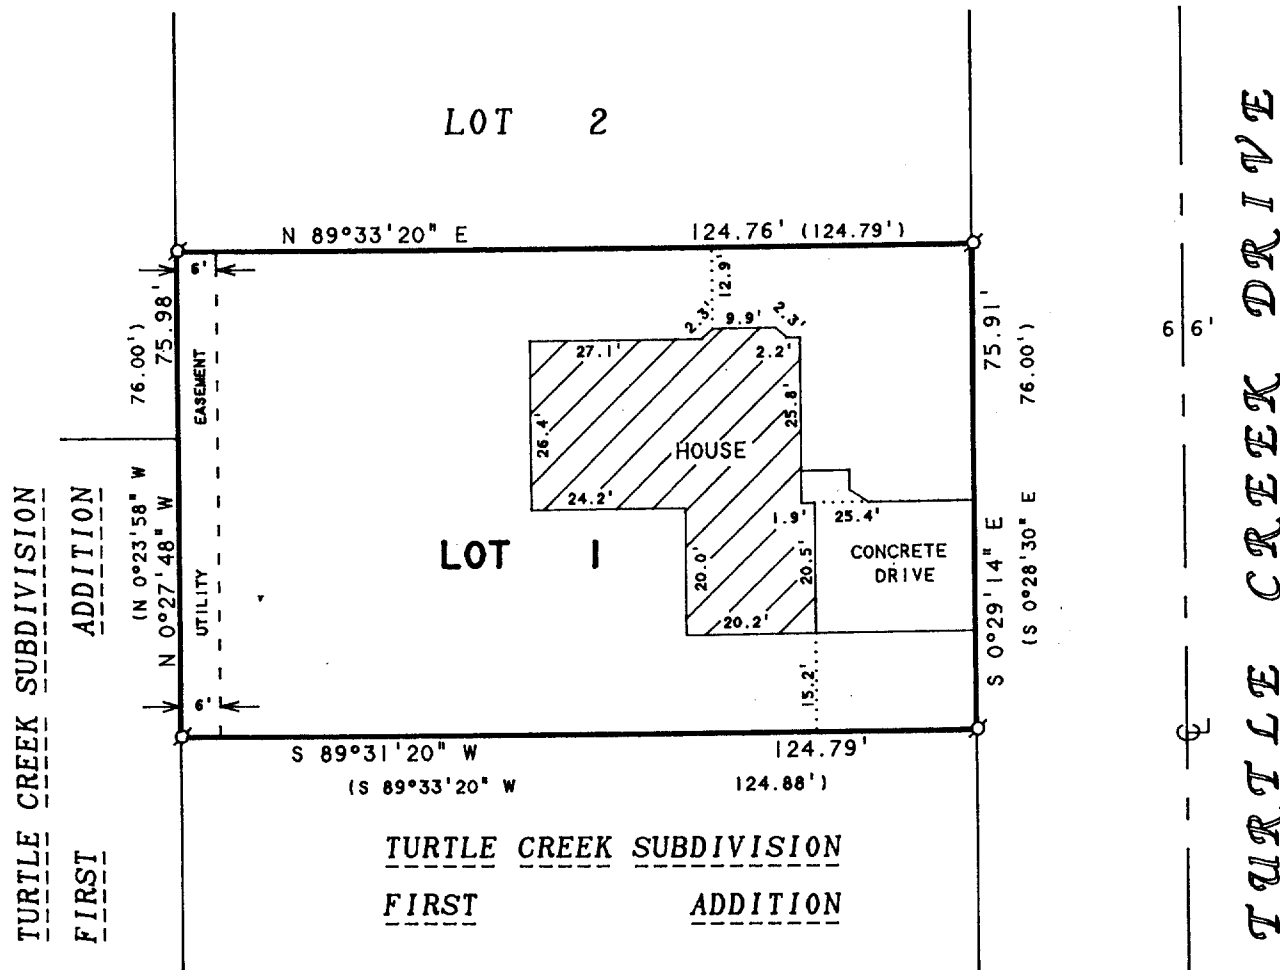 LOT 2
N 89°33'20" E 124.76' (124.79')
6'
12.9'
75.98'
76.00')
2.3'
9.9'
2.3'
27.1'
2.2'
75.91'
76.00')
6 6'
EASEMENT
26.4'
25.8'
HOUSE
24.2'
1.9'
25.4'
LOT 1
CONCRETE
DRIVE
20.0'
20.5'
20.2'
UTILITY
N 0°27'48" W
(N 0°23'58" W
S 0°29'14" E
(S 0°28'30" E
15.2'
6'
S 89°31'20" W 124.79'
(S 89°33'20" W 124.88')
TURTLE CREEK SUBDIVISION
FIRST ADDITION
TURTLE CREEK SUBDIVISION
FIRST ADDITION
CL
TURTLE CREEK DRIVE